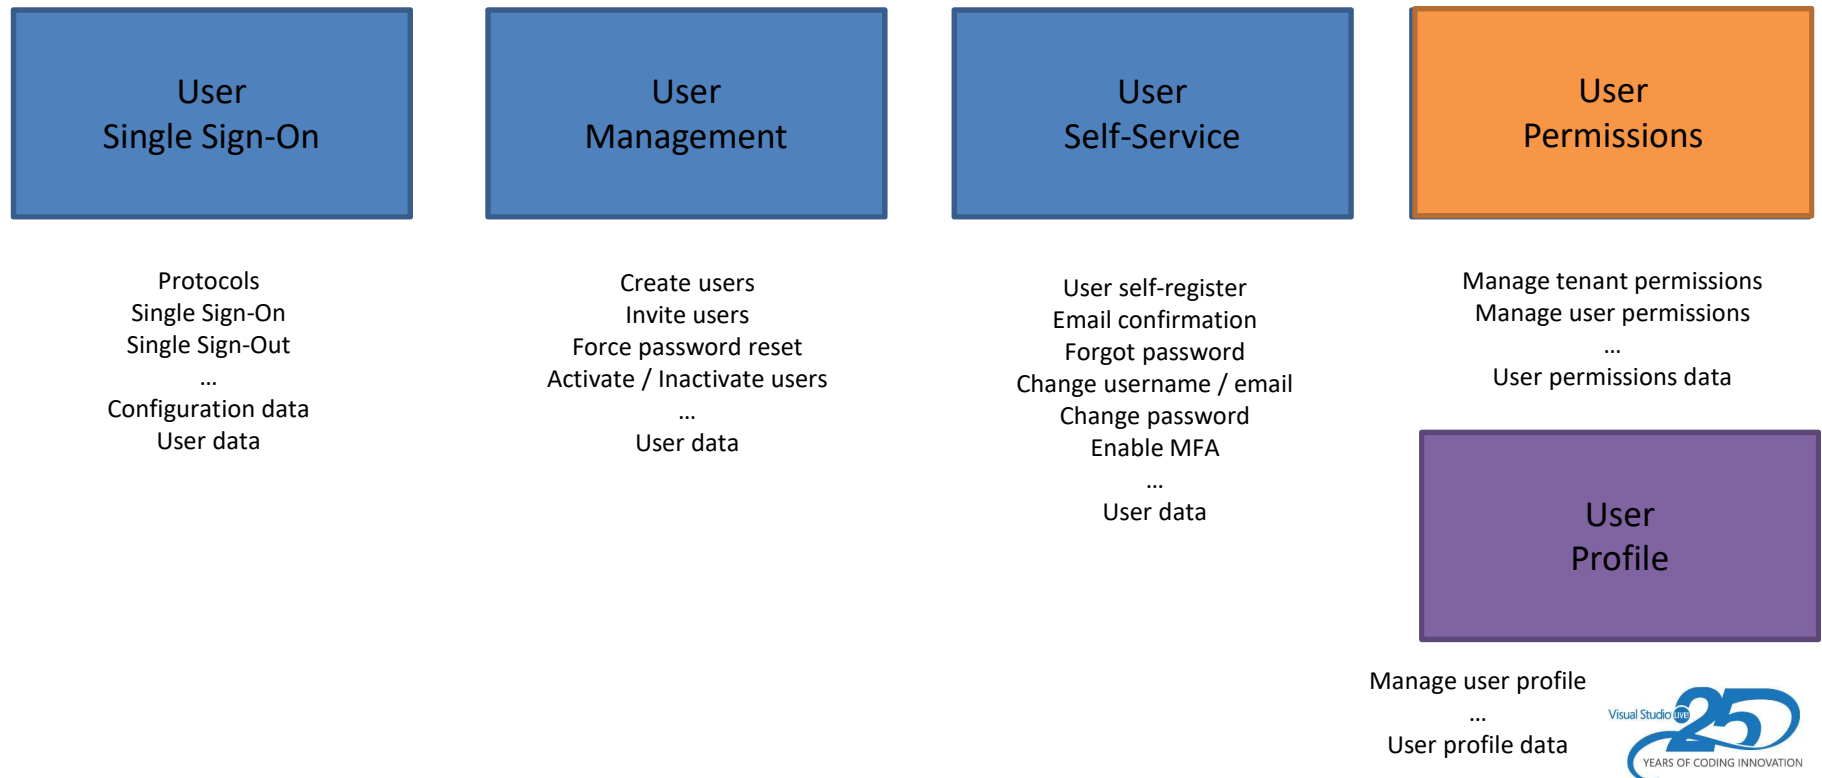 User
Single Sign-On
Protocols
Single Sign-On
Single Sign-Out
...
Configuration data
User data
User
Management
Create users
Invite users
Force password reset
Activate / Inactivate users
...
User data
User
Self-Service
User self-register
Email confirmation
Forgot password
Change username / email
Change password
Enable MFA
...
User data
User
Permissions
Manage tenant permissions
Manage user permissions
...
User permissions data
User
Profile
Manage user profile
...
User profile data
Visual Studio LIVE!
25
YEARS OF CODING INNOVATION